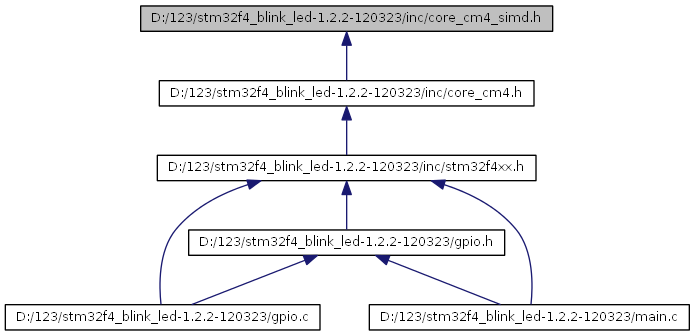 D:/123/stm32f4_blink_led-1.2.2-120323/inc/core_cm4_simd.h
D:/123/stm32f4_blink_led-1.2.2-120323/inc/core_cm4.h
D:/123/stm32f4_blink_led-1.2.2-120323/inc/stm32f4xx.h
D:/123/stm32f4_blink_led-1.2.2-120323/gpio.h
D:/123/stm32f4_blink_led-1.2.2-120323/gpio.c
D:/123/stm32f4_blink_led-1.2.2-120323/main.c